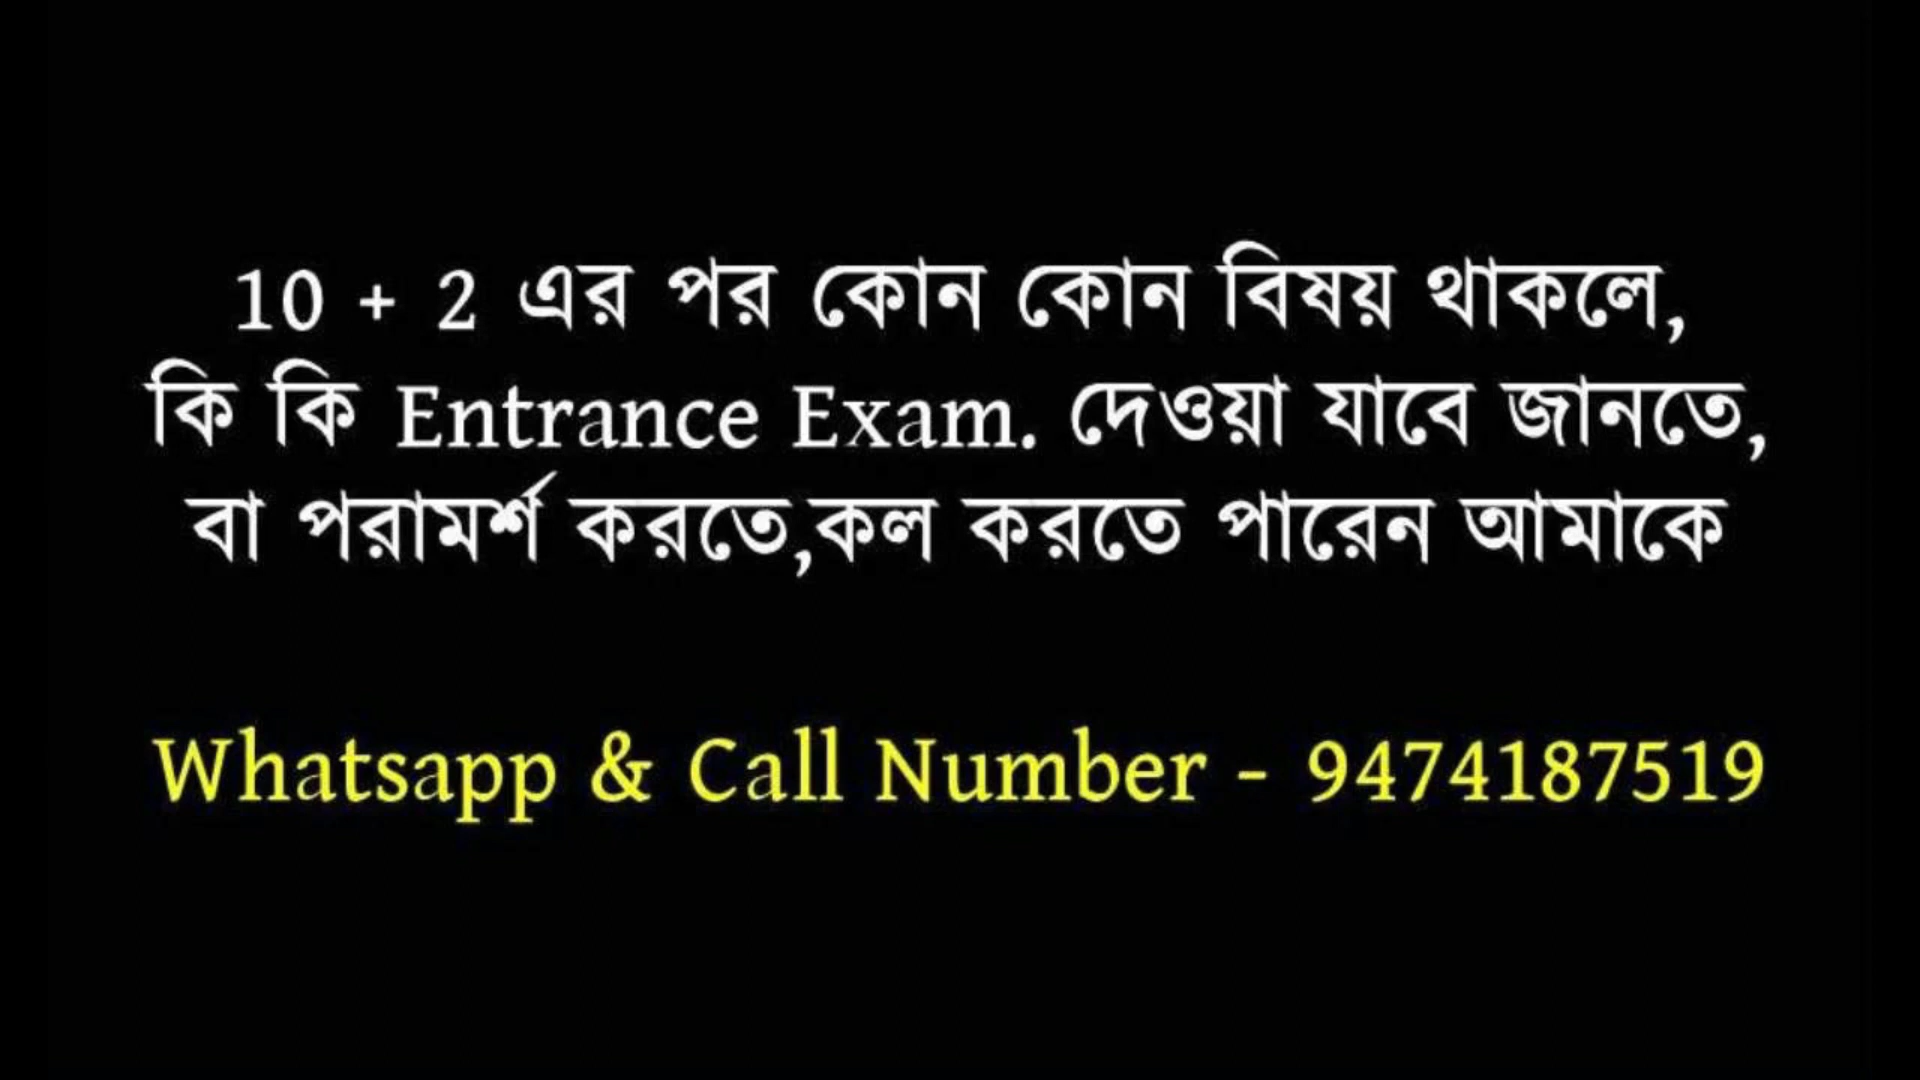 10 + 2 এর পর কোন কোন বিষয় থাকলে,
কি কি Entrance Exam. দেওয়া যাবে জানতে,
বা পরামর্শ করতে,কল করতে পারেন আমাকে
Whatsapp & Call Number - 9474187519